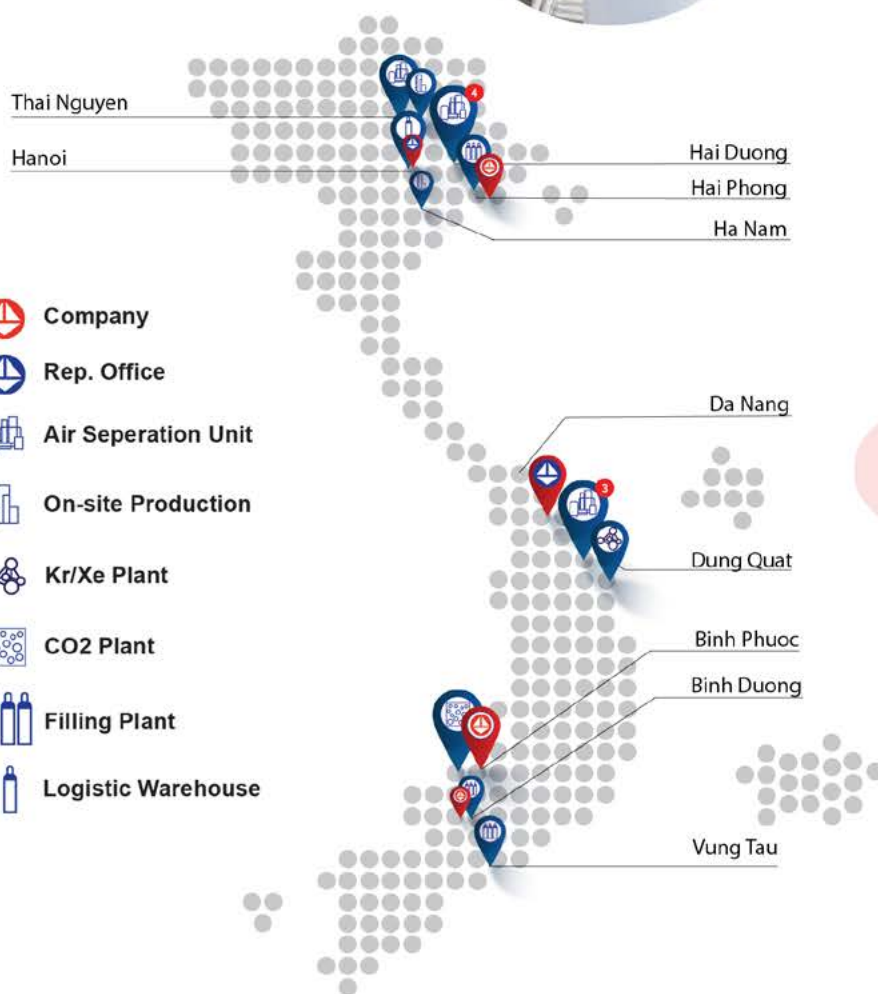 Thai Nguyen
4
Hanoi
Hai Duong
Hai Phong
Ha Nam
Company
Rep. Office
Da Nang
Air Seperation Unit
3
On-site Production
Dung Quat
Kr/Xe Plant
Binh Phuoc
CO2 Plant
Binh Duong
Filling Plant
Logistic Warehouse
Vung Tau